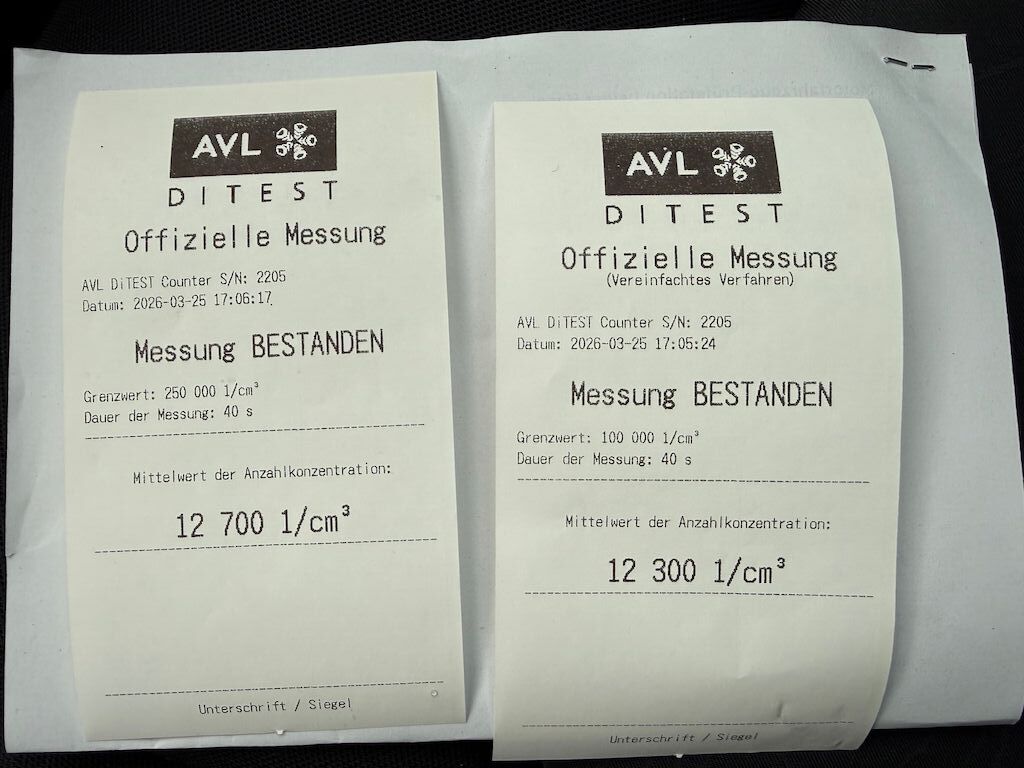 AVL
DITEST
Offizielle Messung
AVL DiTEST Counter S/N: 2205
Datum: 2026-03-25 17:06:17
Messung BESTANDEN
Grenzwert: 250 000 1/cm³
Dauer der Messung: 40 s
Mittelwert der Anzahlkonzentration:
12 700 1/cm³
Unterschrift / Siegel
AVL
DITEST
Offizielle Messung
(Vereinfachtes Verfahren)
AVL DiTEST Counter S/N: 2205
Datum: 2026-03-25 17:05:24
Messung BESTANDEN
Grenzwert: 100 000 1/cm³
Dauer der Messung: 40 s
Mittelwert der Anzahlkonzentration:
12 300 1/cm³
Unterschrift / Siegel